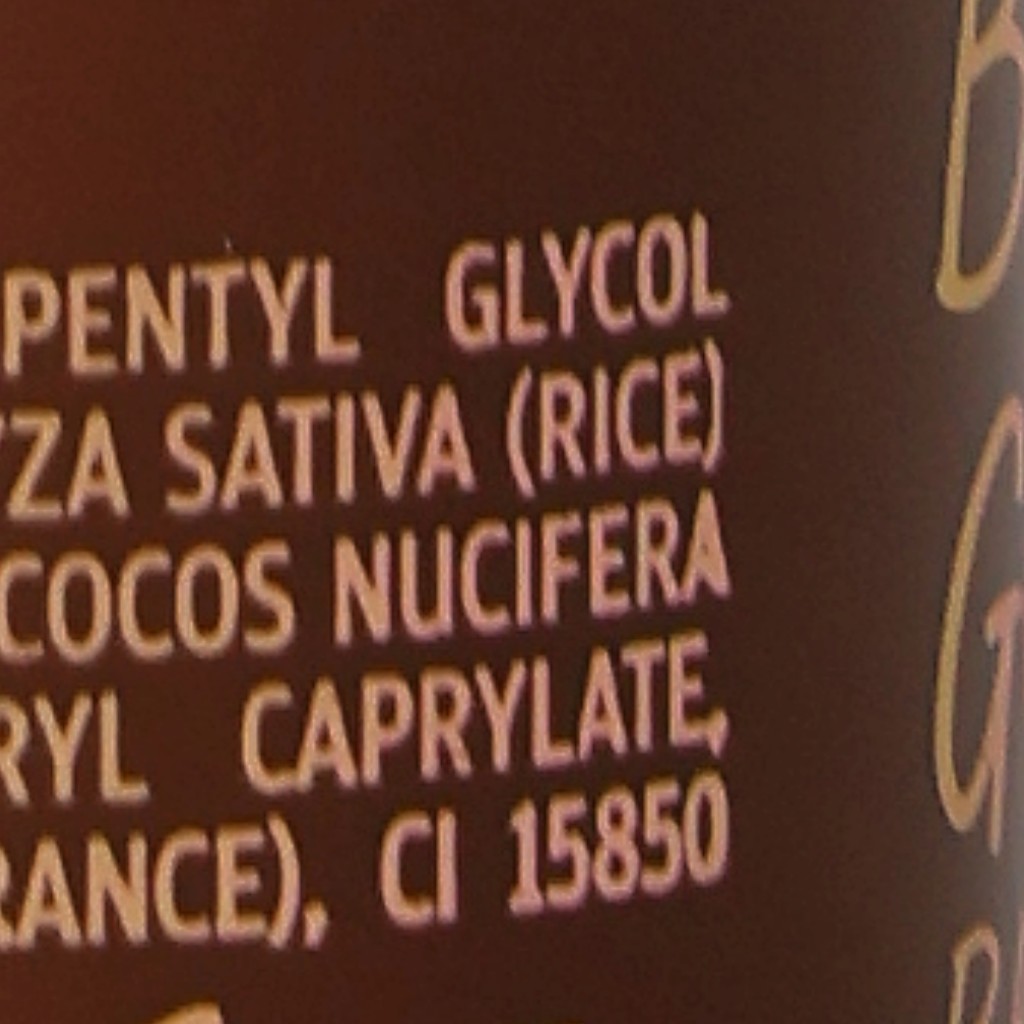 PENTYL GLYCOL
ZA SATIVA (RICE)
COCOS NUCIFERA
RYL CAPRYLATE,
RANCE), CI 15850
B
G